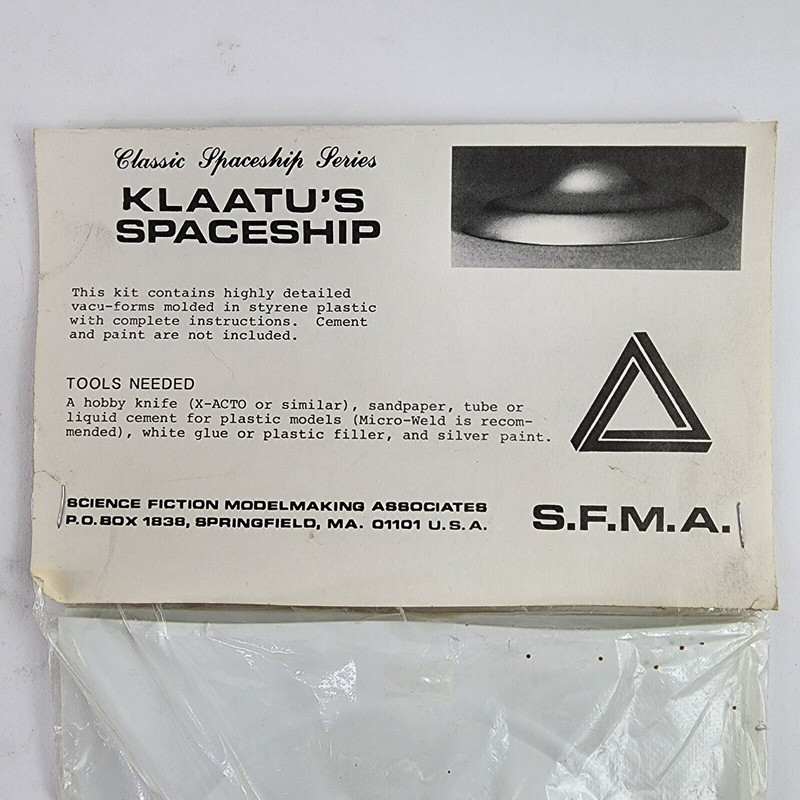 Classic Spaceship Series
KLAATU'S
SPACESHIP
This kit contains highly detailed
vacu-forms molded in styrene plastic
with complete instructions.  Cement
and paint are not included.
TOOLS NEEDED
A hobby knife (X-ACTO or similar), sandpaper, tube or
liquid cement for plastic models (Micro-Weld is recom-
mended), white glue or plastic filler, and silver paint.
SCIENCE FICTION MODELMAKING ASSOCIATES
P.O. BOX 1838, SPRINGFIELD, MA. 01101 U.S.A.
S.F.M.A.